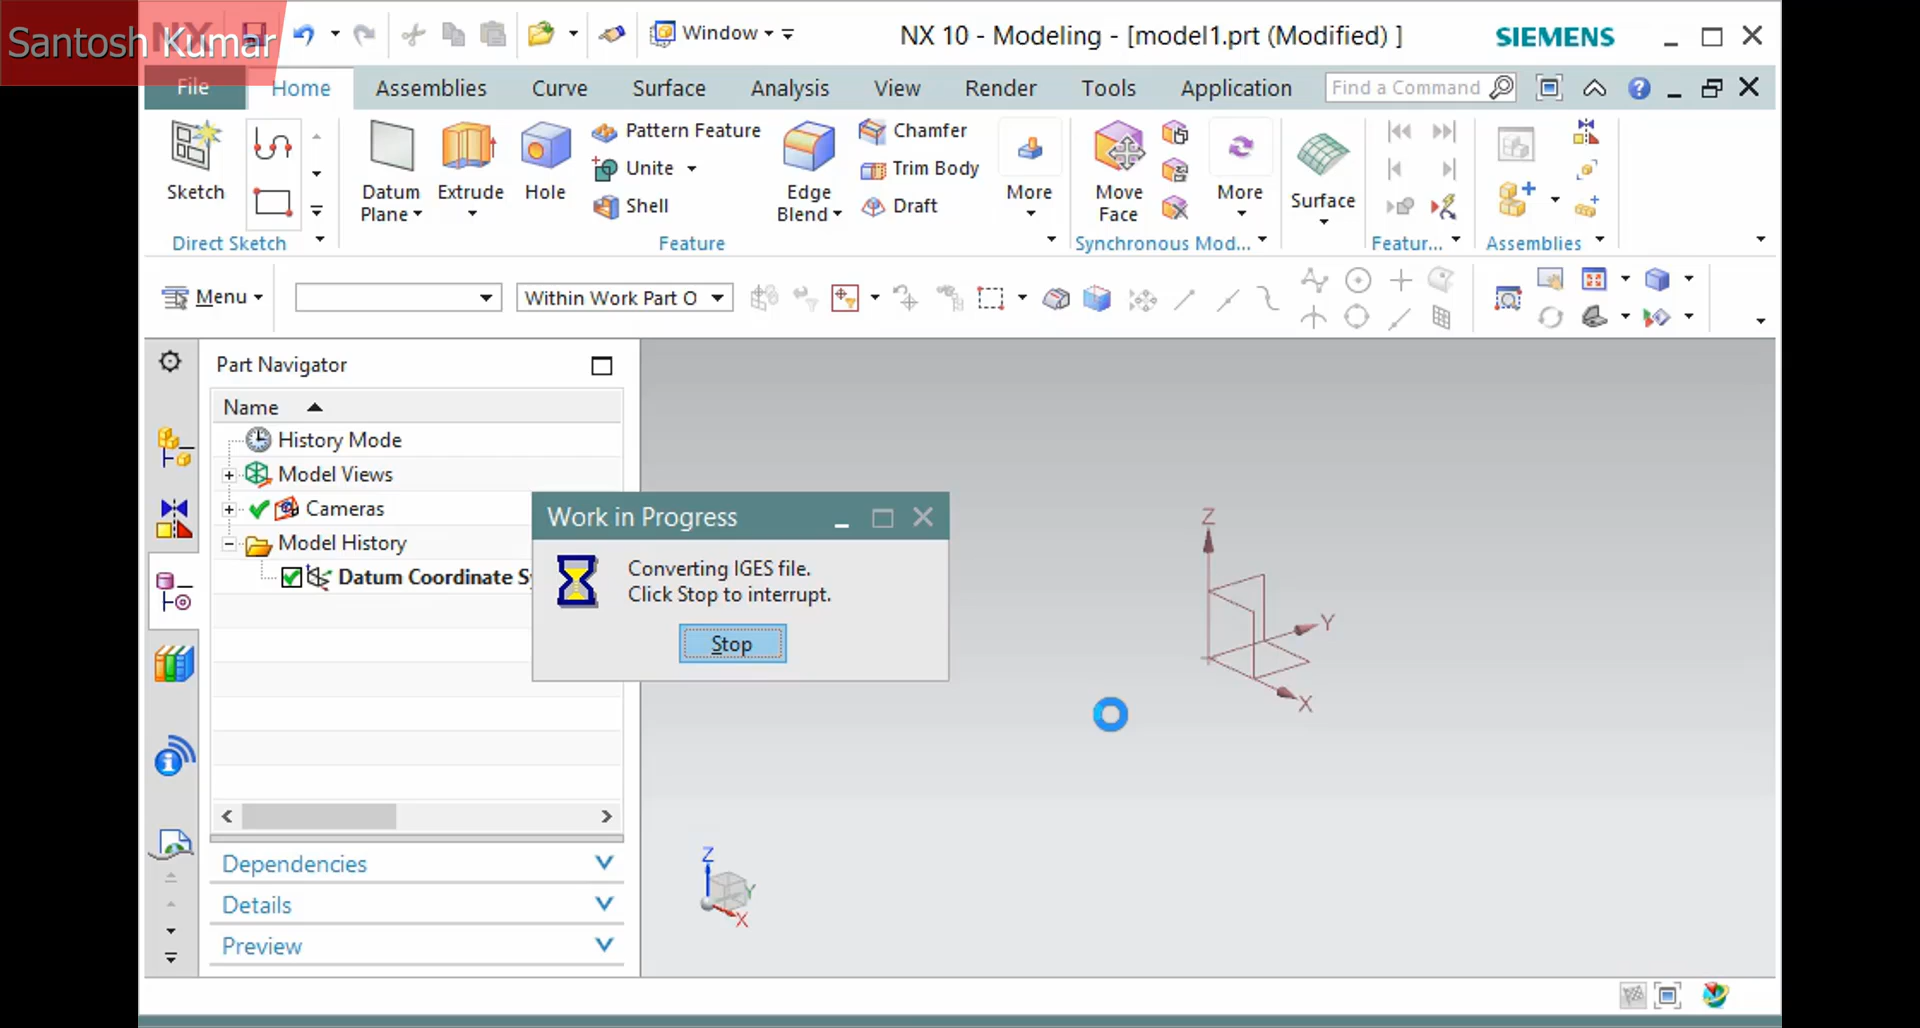 Santosh Kumar
NX
Window
NX 10 - Modeling - [model1.prt (Modified) ]
SIEMENS
File
Home
Assemblies
Curve
Surface
Analysis
View
Render
Tools
Application
Find a Command
Sketch
Direct Sketch
Datum
Plane
Extrude
Hole
Pattern Feature
Unite
Shell
Edge
Blend
Chamfer
Trim Body
Draft
More
Feature
Move
Face
More
Synchronous Mod...
Surface
Featur...
Assemblies
Menu
Within Work Part O
Part Navigator
Name
History Mode
Model Views
Cameras
Model History
Datum Coordinate S
Work in Progress
Converting IGES file.
Click Stop to interrupt.
Stop
Z
Y
X
Z
Y
X
Dependencies
Details
Preview